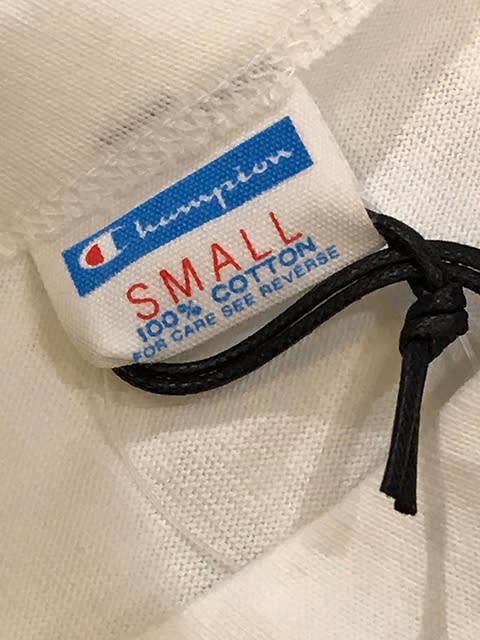 Champion
SMALL
100% COTTON
FOR CARE SEE REVERSE